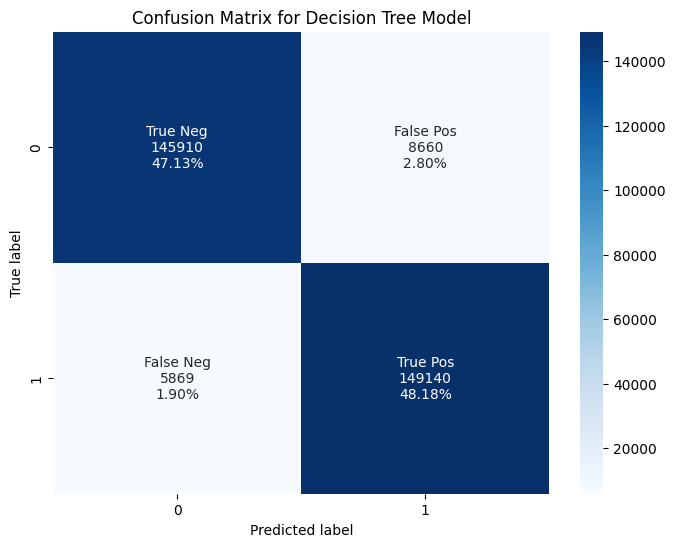 Confusion Matrix for Decision Tree Model
True label
0
1
True Neg
145910
47.13%
False Pos
8660
2.80%
False Neg
5869
1.90%
True Pos
149140
48.18%
0
1
Predicted label
140000
120000
100000
80000
60000
40000
20000